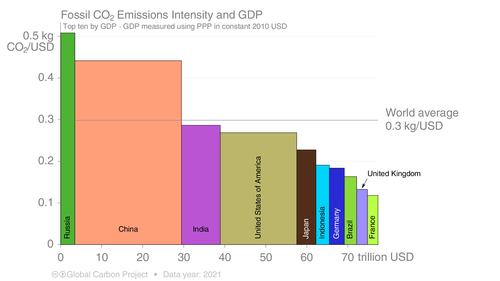 Fossil CO₂ Emissions Intensity and GDP
Top ten by GDP - GDP measured using PPP in constant 2010 USD
0.5 kg
CO₂/USD
0.4
0.3
0.2
0.1
0
World average
0.3 kg/USD
United Kingdom
Russia
China
India
United States of America
Japan
Indonesia
Germany
Brazil
France
0 10 20 30 40 50 60 70 trillion USD
Global Carbon Project • Data year: 2021